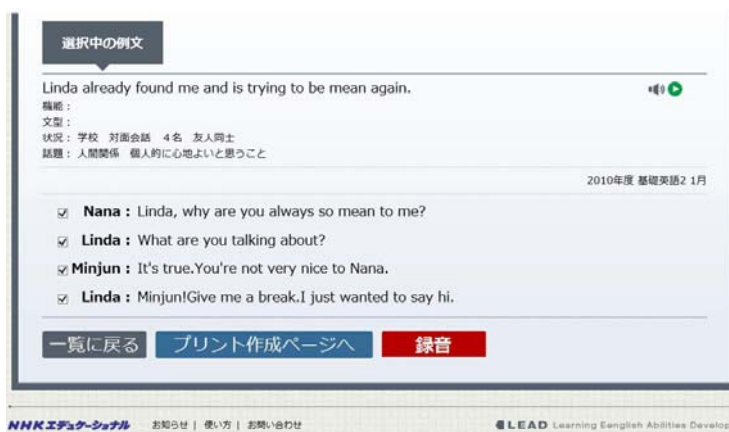 選択中の例文
Linda already found me and is trying to be mean again.
機能：
文型：
状況： 学校　対面会話　4名　友人同士
話題： 人間関係　個人的に心地よいと思うこと
2010年度 基礎英語2 1月
Nana : Linda, why are you always so mean to me?
Linda : What are you talking about?
Minjun : It's true.You're not very nice to Nana.
Linda : Minjun!Give me a break.I just wanted to say hi.
一覧に戻る　プリント作成ページへ　録音
NHKエデュケーショナル　お知らせ | 使い方 | お問い合わせ　LEAD Learning Eenglish Abilities Develop